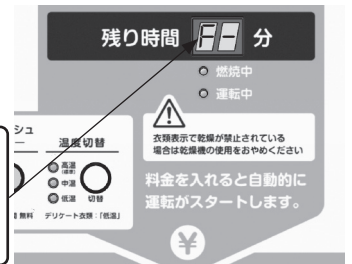 残り時間 F- 分
燃焼中
運転中
シュ
温度切替
高温
(標準)
中温
低温 切替
無料
デリケート衣類:「低温」
衣類表示で乾燥が禁止されている
場合は乾燥機の使用をおやめください
料金を入れると自動的に
運転がスタートします。
¥